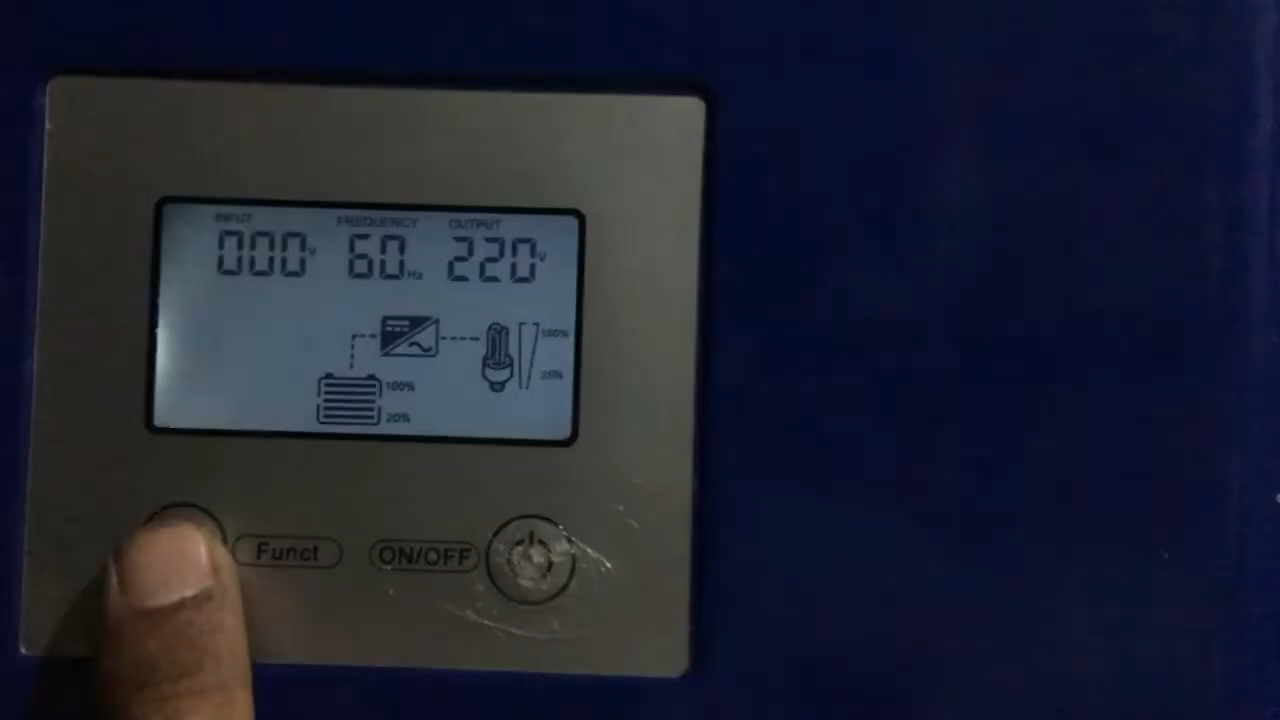 INPUT FREQUENCY OUTPUT
000V 60Hz 220V
100%
25%
100%
20%
Funct ON/OFF